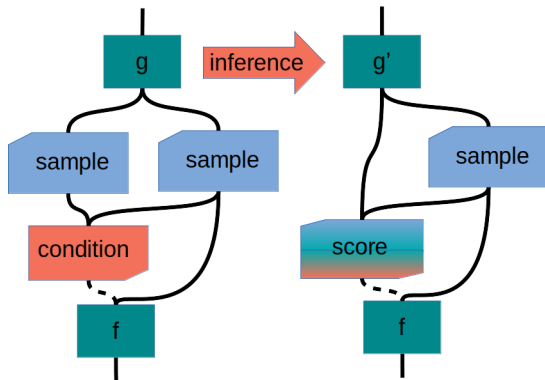 g
inference
g'
sample
sample
sample
condition
score
f
f